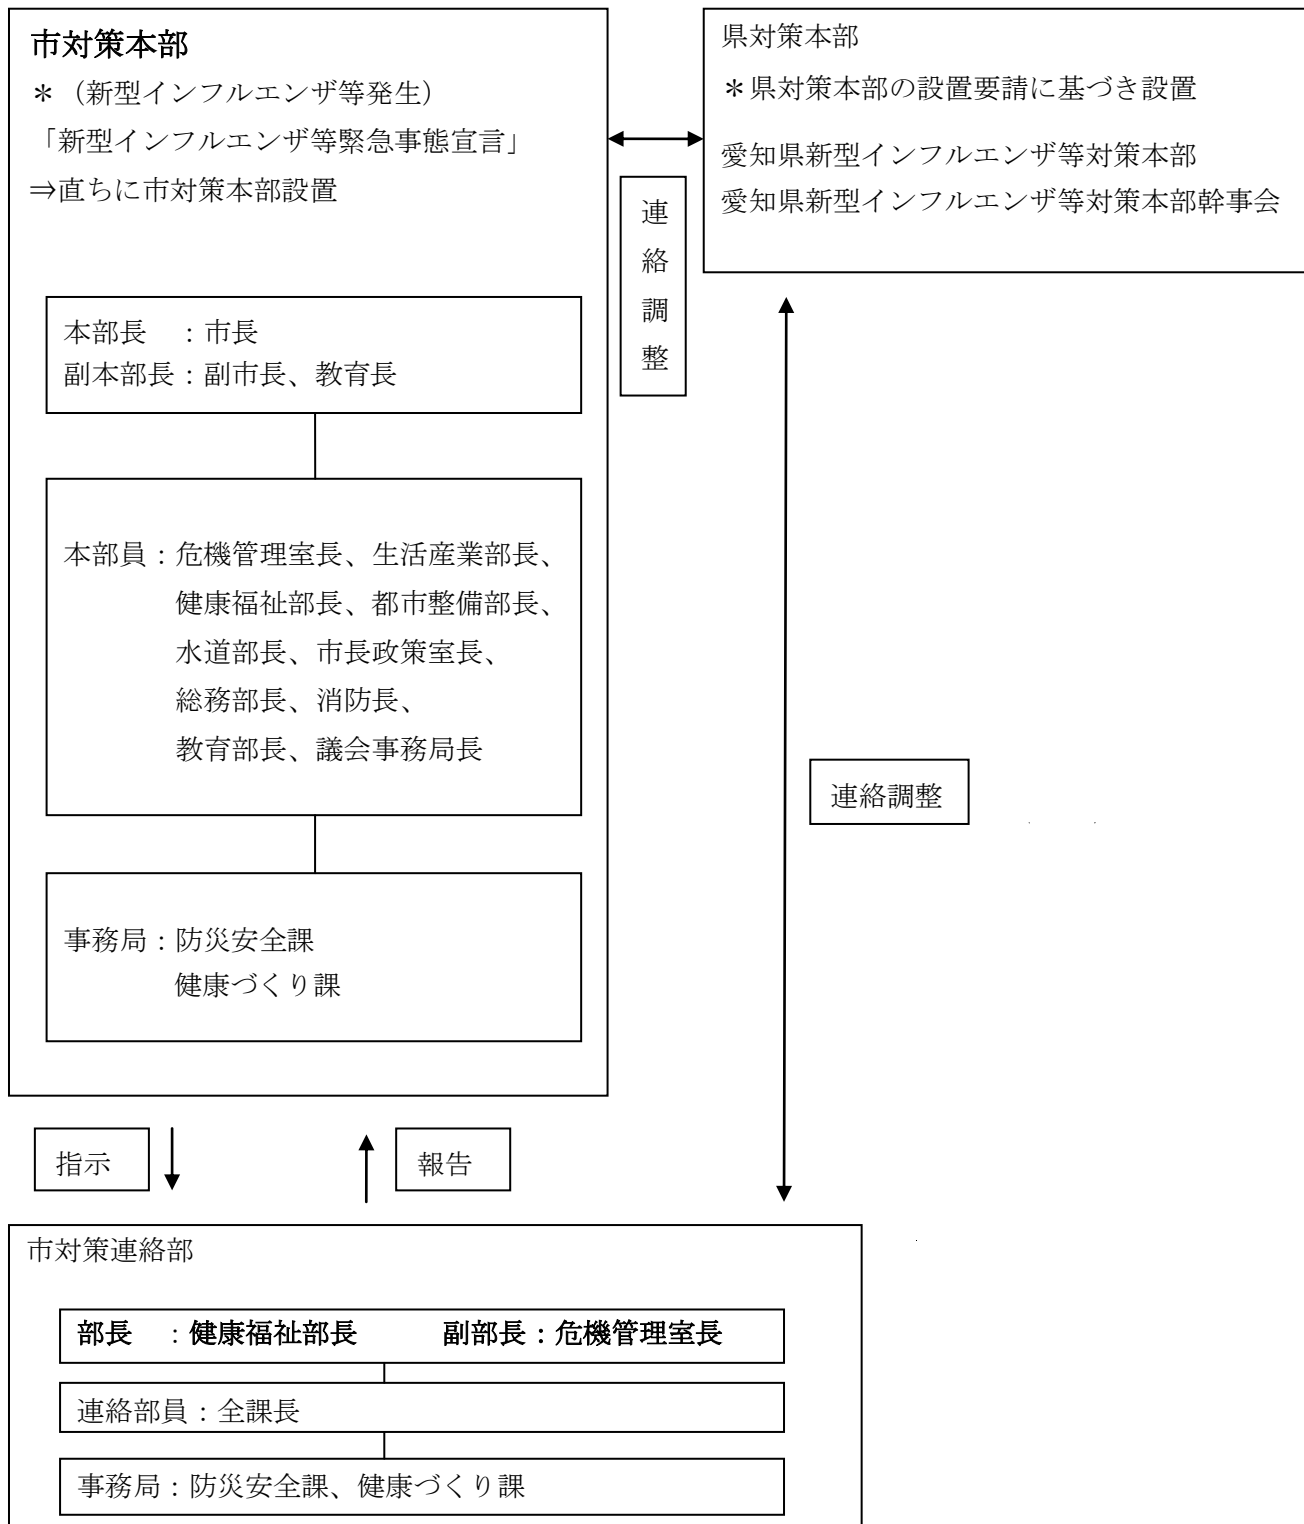 市対策本部
＊（新型インフルエンザ等発生）
「新型インフルエンザ等緊急事態宣言」
⇒直ちに市対策本部設置
本部長　：市長
副本部長：副市長、教育長
本部員：危機管理室長、生活産業部長、
健康福祉部長、都市整備部長、
水道部長、市長政策室長、
総務部長、消防長、
教育部長、議会事務局長
事務局：防災安全課
健康づくり課
連絡調整
県対策本部
＊県対策本部の設置要請に基づき設置
愛知県新型インフルエンザ等対策本部
愛知県新型インフルエンザ等対策本部幹事会
連絡調整
指示
報告
市対策連絡部
部長　：健康福祉部長　　　副部長：危機管理室長
連絡部員：全課長
事務局：防災安全課、健康づくり課